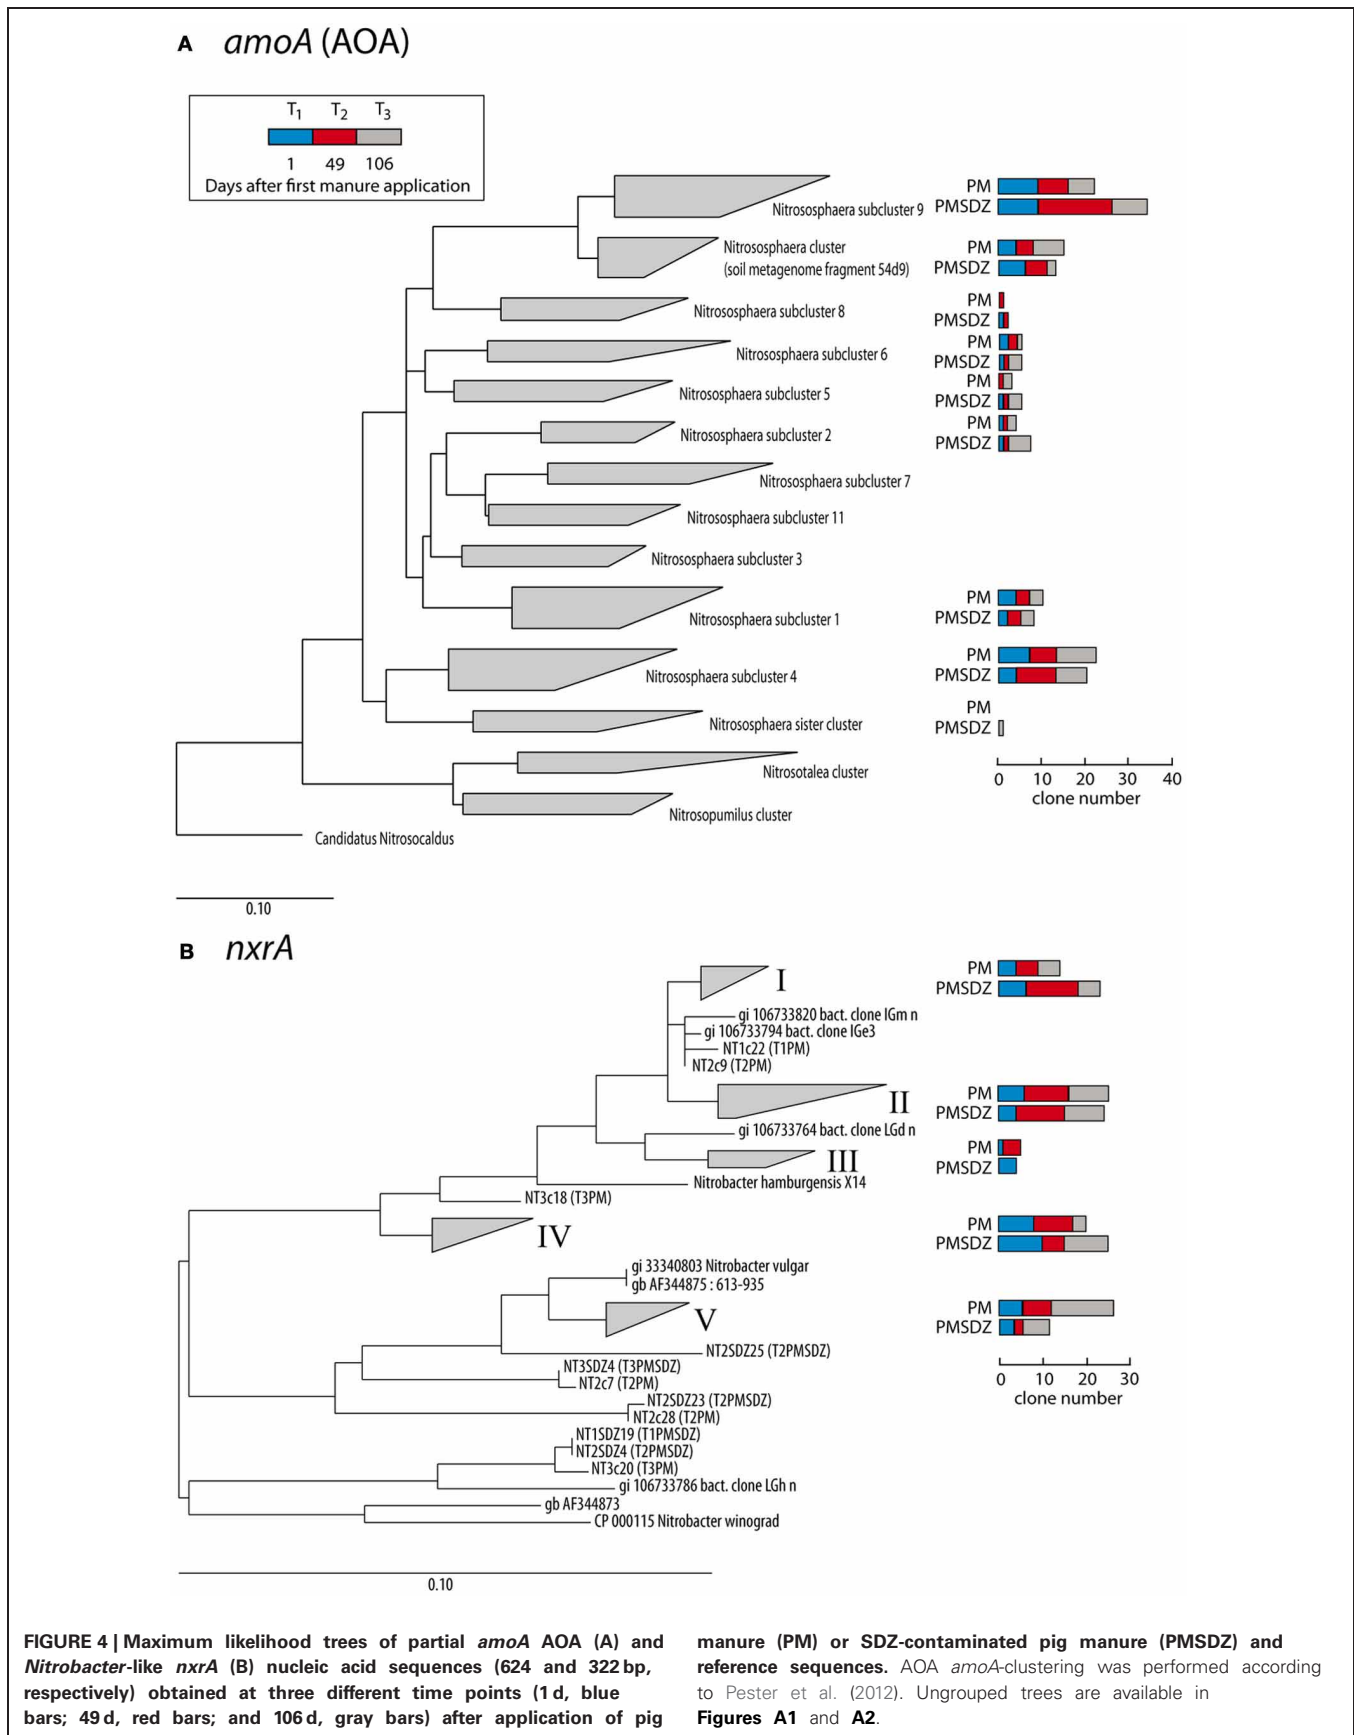 A amoA (AOA)
T1 T2 T3
1 49 106
Days after first manure application
Nitrososphaera subcluster 9
PM
PMSDZ
Nitrososphaera cluster
(soil metagenome fragment 54d9)
PM
PMSDZ
Nitrososphaera subcluster 8
PM
PMSDZ
Nitrososphaera subcluster 6
PM
PMSDZ
Nitrososphaera subcluster 5
PM
PMSDZ
Nitrososphaera subcluster 2
PM
PMSDZ
Nitrososphaera subcluster 7
Nitrososphaera subcluster 11
Nitrososphaera subcluster 3
Nitrososphaera subcluster 1
PM
PMSDZ
Nitrososphaera subcluster 4
PM
PMSDZ
Nitrososphaera sister cluster
PM
PMSDZ
Nitrosotalea cluster
Nitrosopumilus cluster
Candidatus Nitrosocaldus
0 10 20 30 40
clone number
0.10
B nxrA
I
PM
PMSDZ
gi 106733820 bact. clone IGm n
gi 106733794 bact. clone IGe3
NT1c22 (T1PM)
NT2c9 (T2PM)
II
PM
PMSDZ
gi 106733764 bact. clone LGd n
III
PM
PMSDZ
Nitrobacter hamburgensis X14
NT3c18 (T3PM)
IV
PM
PMSDZ
gi 33340803 Nitrobacter vulgar
gb AF344875 : 613-935
V
PM
PMSDZ
NT2SDZ25 (T2PMSDZ)
NT3SDZ4 (T3PMSDZ)
NT2c7 (T2PM)
NT2SDZ23 (T2PMSDZ)
NT2c28 (T2PM)
NT1SDZ19 (T1PMSDZ)
NT2SDZ4 (T2PMSDZ)
NT3c20 (T3PM)
gi 106733786 bact. clone LGh n
gb AF344873
CP 000115 Nitrobacter winograd
0 10 20 30
clone number
0.10
FIGURE 4 | Maximum likelihood trees of partial amoA AOA (A) and
Nitrobacter-like nxrA (B) nucleic acid sequences (624 and 322 bp,
respectively) obtained at three different time points (1 d, blue
bars; 49 d, red bars; and 106 d, gray bars) after application of pig
manure (PM) or SDZ-contaminated pig manure (PMSDZ) and
reference sequences. AOA amoA-clustering was performed according
to Pester et al. (2012). Ungrouped trees are available in
Figures A1 and A2.